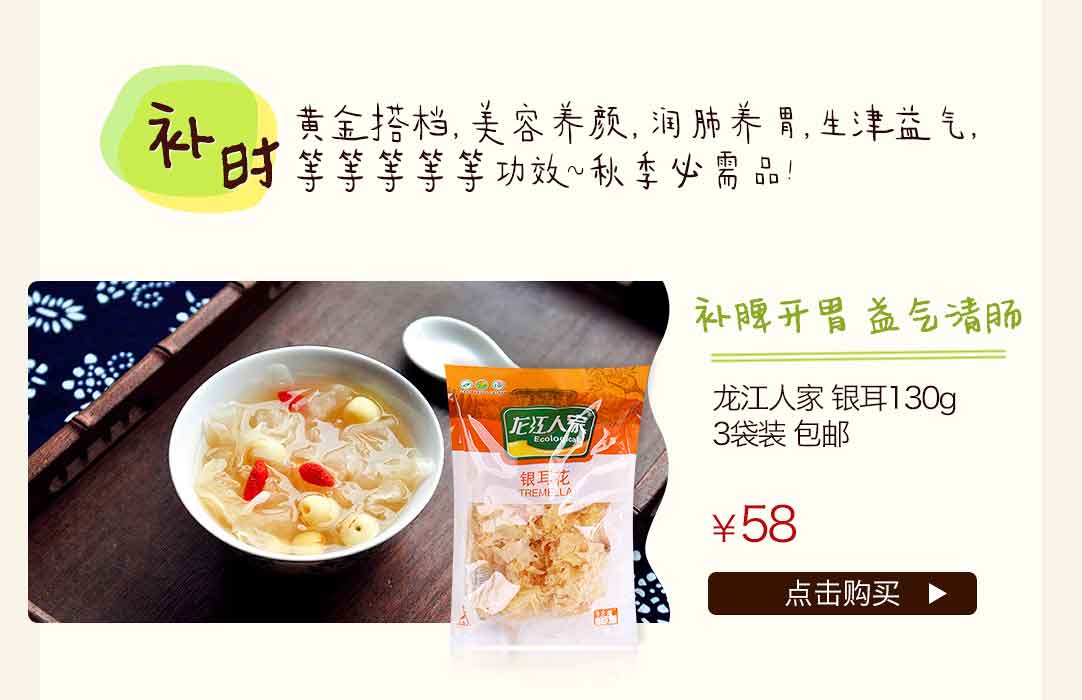 补时
黄金搭档,美容养颜,润肺养胃,生津益气,
等等等等等功效~秋季必需品!
补脾开胃 益气清肠
龙江人家 银耳130g
3袋装 包邮
¥58
点击购买
龙江人家
Ecological
银耳花
TREMELLA